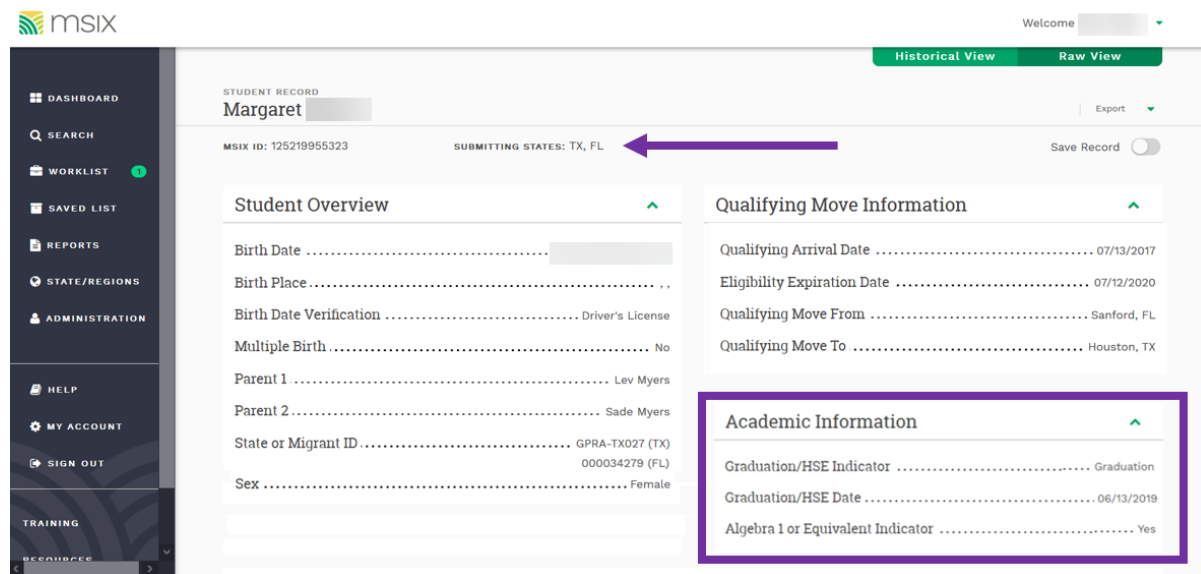 msix
Welcome
Historical View Raw View
DASHBOARD
SEARCH
WORKLIST 1
SAVED LIST
REPORTS
STATE/REGIONS
ADMINISTRATION
HELP
MY ACCOUNT
SIGN OUT
TRAINING
RESOURCES
STUDENT RECORD
Margaret
Export
MSIX ID: 125219955323 SUBMITTING STATES: TX, FL
Save Record
Student Overview
Birth Date
Birth Place , ,
Birth Date Verification Driver's License
Multiple Birth No
Parent 1 Lev Myers
Parent 2 Sade Myers
State or Migrant ID GPRA-TX027 (TX)
000034279 (FL)
Sex Female
Qualifying Move Information
Qualifying Arrival Date 07/13/2017
Eligibility Expiration Date 07/12/2020
Qualifying Move From Sanford, FL
Qualifying Move To Houston, TX
Academic Information
Graduation/HSE Indicator Graduation
Graduation/HSE Date 06/13/2019
Algebra 1 or Equivalent Indicator Yes